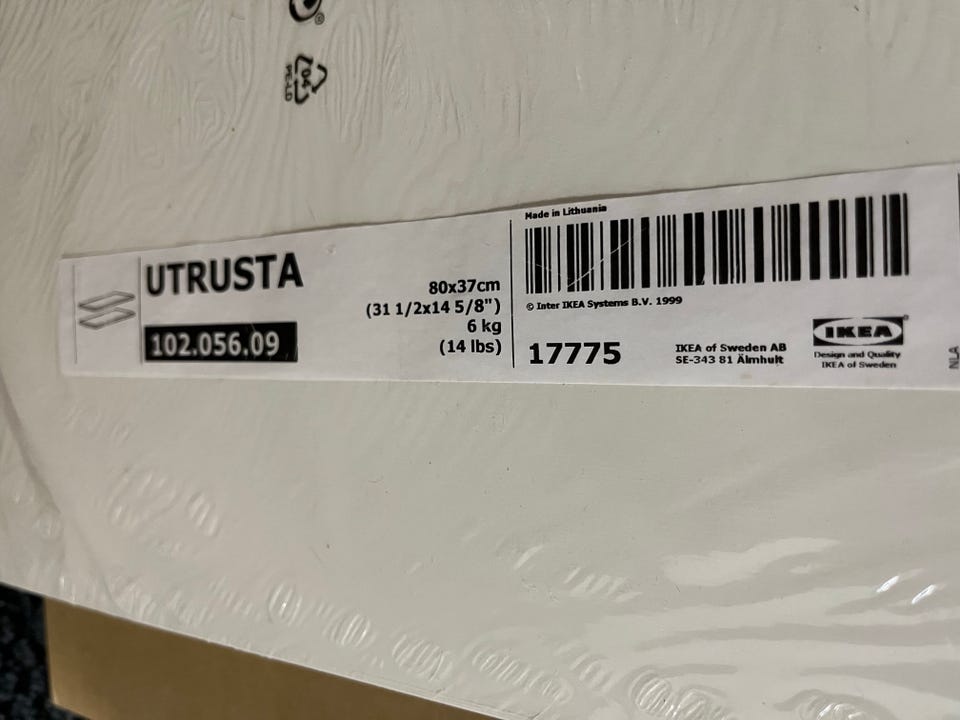 ®
04
PE-LD
UTRUSTA
102.056.09
80x37cm
(31 1/2x14 5/8")
6 kg
(14 lbs)
Made in Lithuania
© Inter IKEA Systems B.V. 1999
17775
IKEA of Sweden AB
SE-343 81 Älmhult
IKEA®
Design and Quality
IKEA of Sweden
NLA